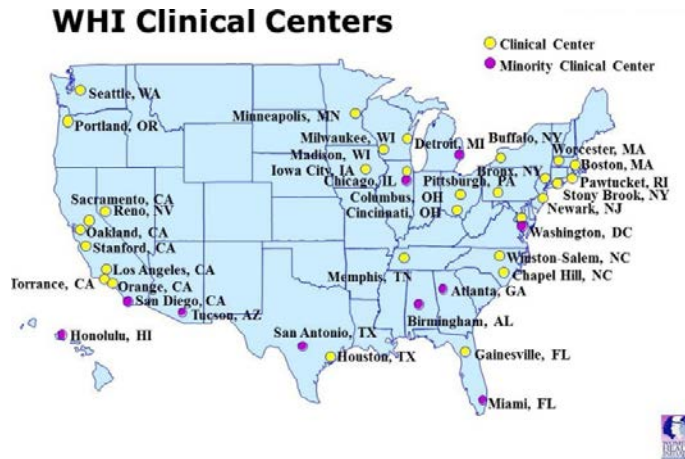 WHI Clinical Centers
Clinical Center
Minority Clinical Center
Seattle, WA
Portland, OR
Minneapolis, MN
Milwaukee, WI
Madison, WI
Iowa City, IA
Chicago, IL
Detroit, MI
Buffalo, NY
Worcester, MA
Boston, MA
Bronx, NY
Pittsburgh, PA
Pawtucket, RI
Stony Brook, NY
Columbus, OH
Cincinnati, OH
Newark, NJ
Washington, DC
Sacramento, CA
Reno, NV
Oakland, CA
Stanford, CA
Los Angeles, CA
Torrance, CA
Orange, CA
San Diego, CA
Tucson, AZ
Memphis, TN
Winston-Salem, NC
Chapel Hill, NC
Atlanta, GA
Birmingham, AL
Honolulu, HI
San Antonio, TX
Houston, TX
Gainesville, FL
Miami, FL